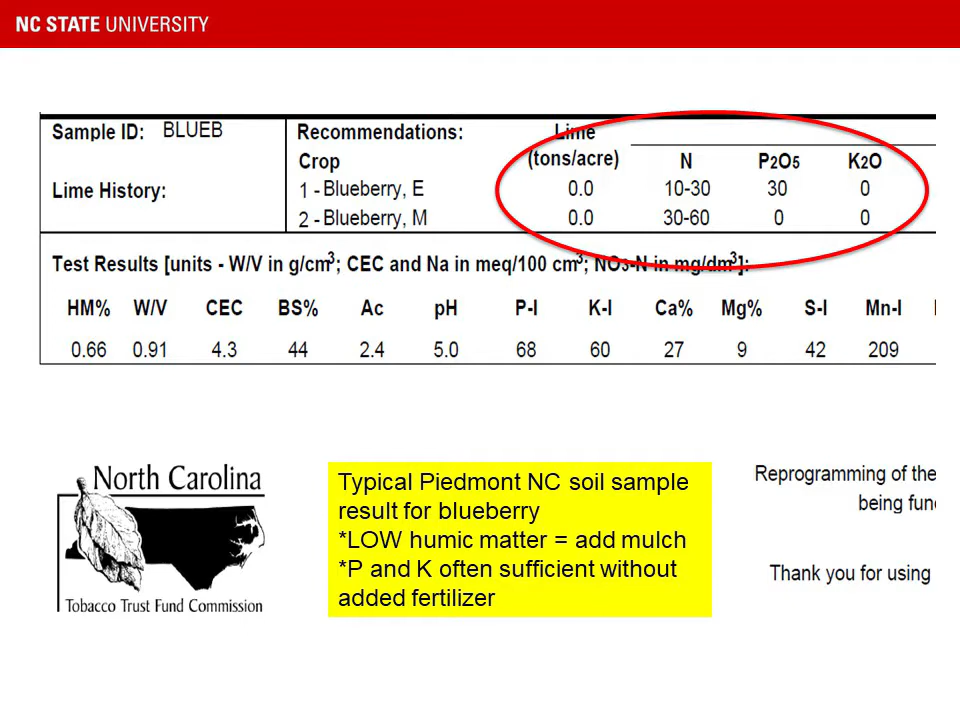 NC STATE UNIVERSITY
Sample ID: BLUEB
Recommendations: Lime
Crop (tons/acre) N P2O5 K2O
Lime History:
1 - Blueberry, E 0.0 10-30 30 0
2 - Blueberry, M 0.0 30-60 0 0
Test Results [units - W/V in g/cm3; CEC and Na in meq/100 cm3; NO3-N in mg/dm3]:
HM% W/V CEC BS% Ac pH P-I K-I Ca% Mg% S-I Mn-I
0.66 0.91 4.3 44 2.4 5.0 68 60 27 9 42 209
North Carolina
Tobacco Trust Fund Commission
Typical Piedmont NC soil sample
result for blueberry
*LOW humic matter = add mulch
*P and K often sufficient without
added fertilizer
Reprogramming of the
being
Thank you for using